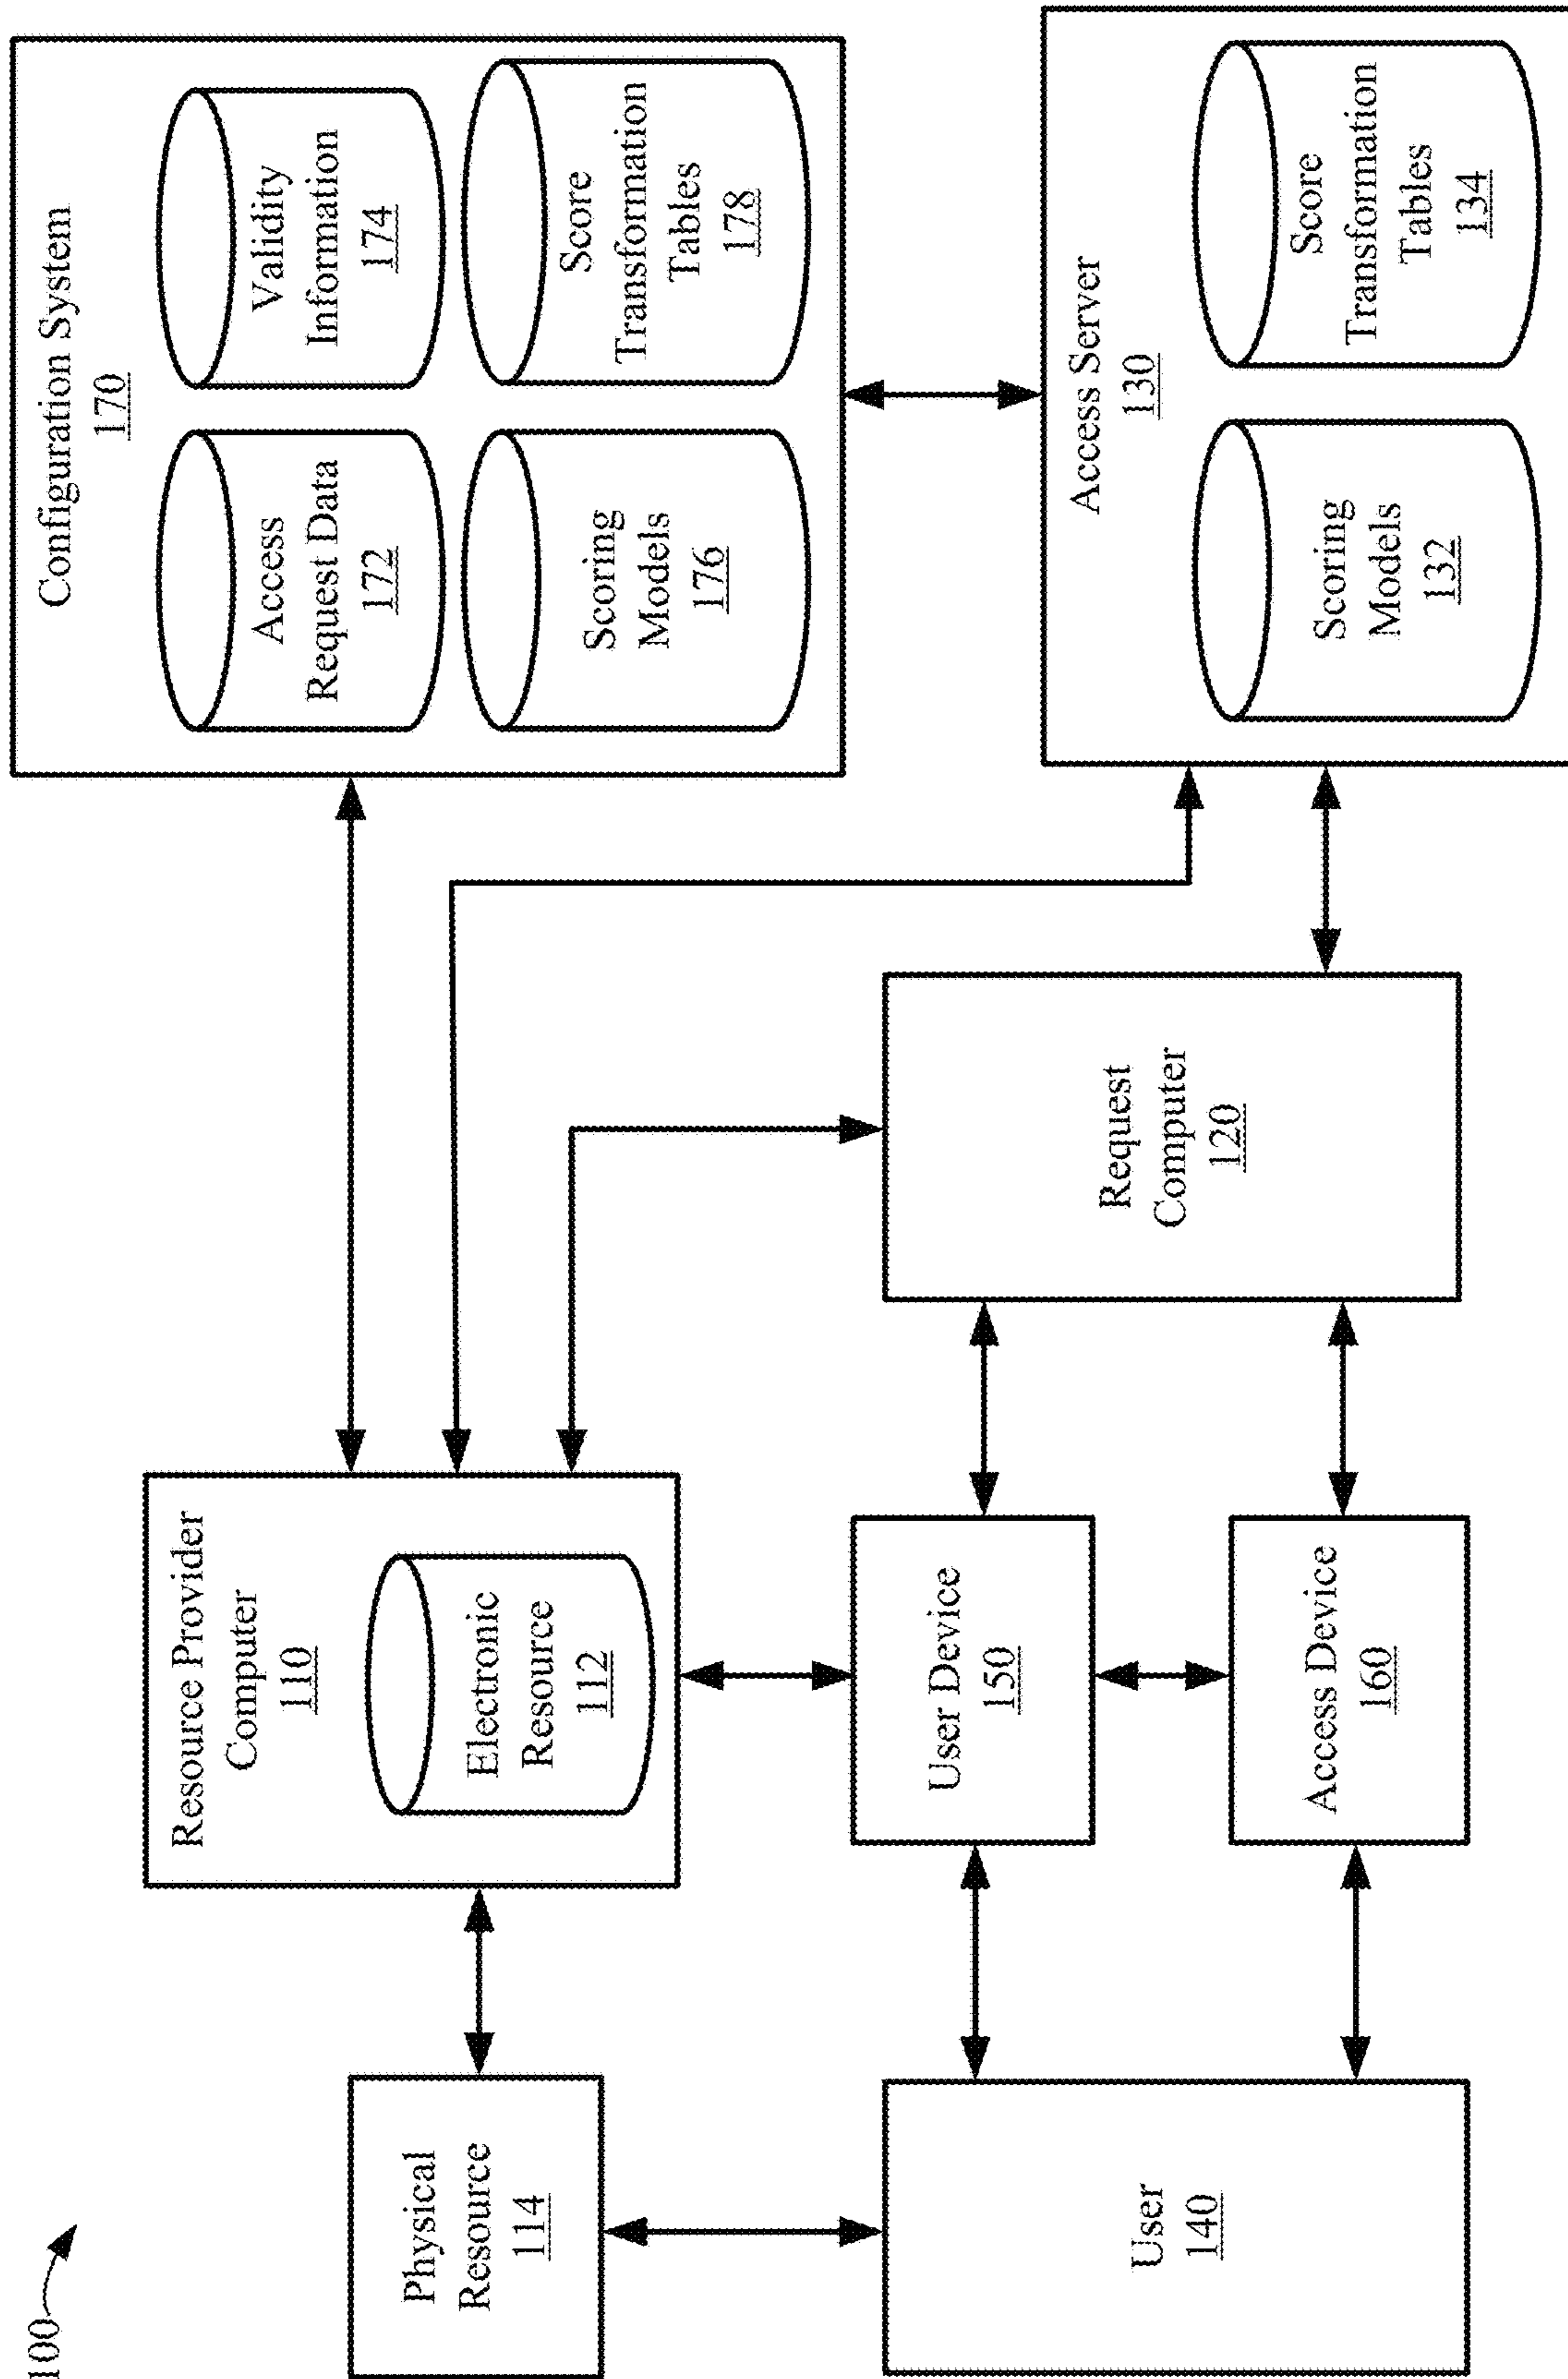 100
Physical
Resource
114
Resource Provider
Computer
110
Electronic
Resource
112
Configuration System
170
Access
Request Data
172
Validity
Information
174
Scoring
Models
176
Score
Transformation
Tables
178
User
140
User Device
150
Access Device
160
Request
Computer
120
Access Server
130
Scoring
Models
132
Score
Transformation
Tables
134